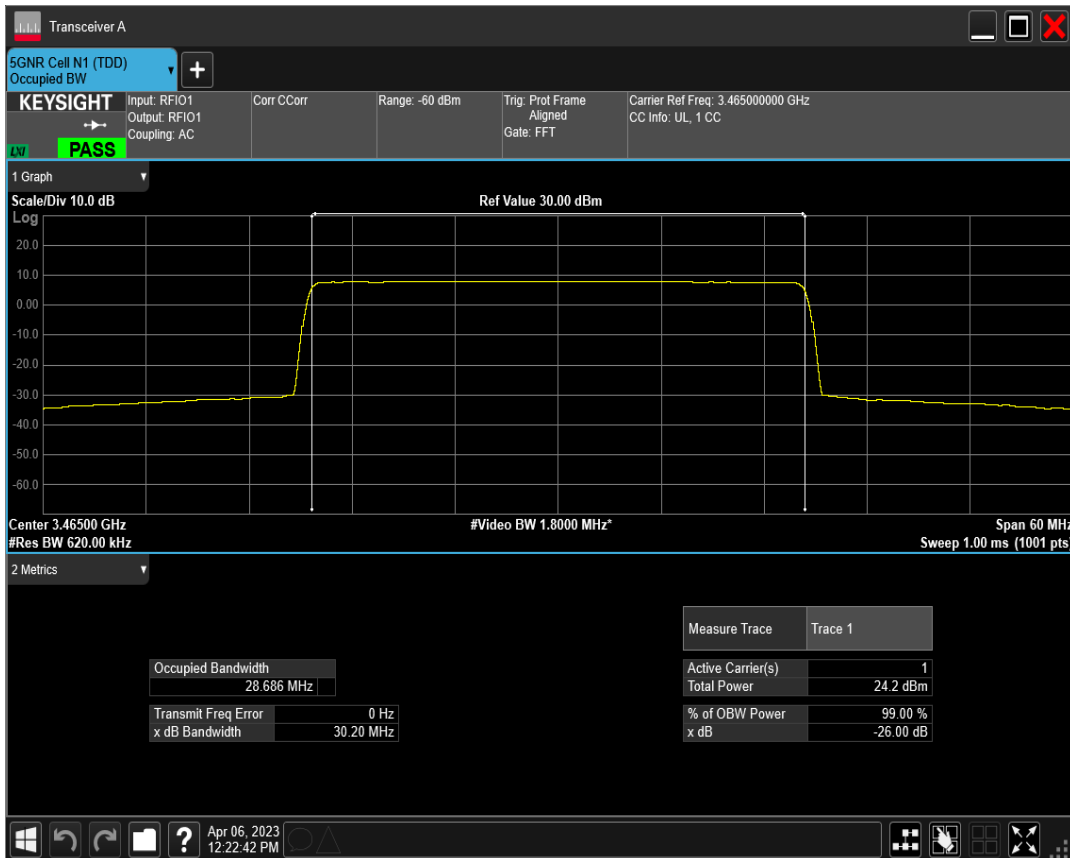 Transceiver A
5GNR Cell N1 (TDD)
Occupied BW
KEYSIGHT
LXI
PASS
Input: RFIO1
Output: RFIO1
Coupling: AC
Corr CCorr
Range: -60 dBm
Trig: Prot Frame
Aligned
Gate: FFT
Carrier Ref Freq: 3.465000000 GHz
CC Info: UL, 1 CC
1 Graph
Scale/Div 10.0 dB
Ref Value 30.00 dBm
Log
20.0
10.0
0.00
-10.0
-20.0
-30.0
-40.0
-50.0
-60.0
Center 3.46500 GHz
#Video BW 1.8000 MHz*
Span 60 MHz
#Res BW 620.00 kHz
Sweep 1.00 ms (1001 pts)
2 Metrics
Measure Trace Trace 1
Occupied Bandwidth
28.686 MHz
Transmit Freq Error 0 Hz
x dB Bandwidth 30.20 MHz
Active Carrier(s) 1
Total Power 24.2 dBm
% of OBW Power 99.00 %
x dB -26.00 dB
Apr 06, 2023
12:22:42 PM